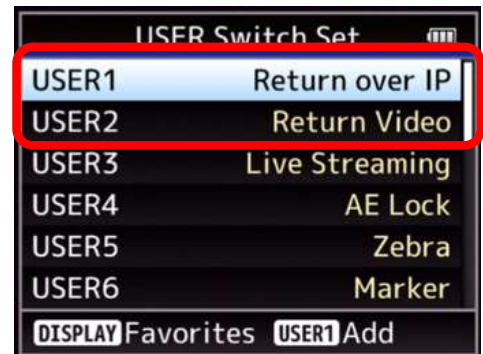 USER Switch Set
USER1 Return over IP
USER2 Return Video
USER3 Live Streaming
USER4 AE Lock
USER5 Zebra
USER6 Marker
DISPLAY Favorites USER1 Add